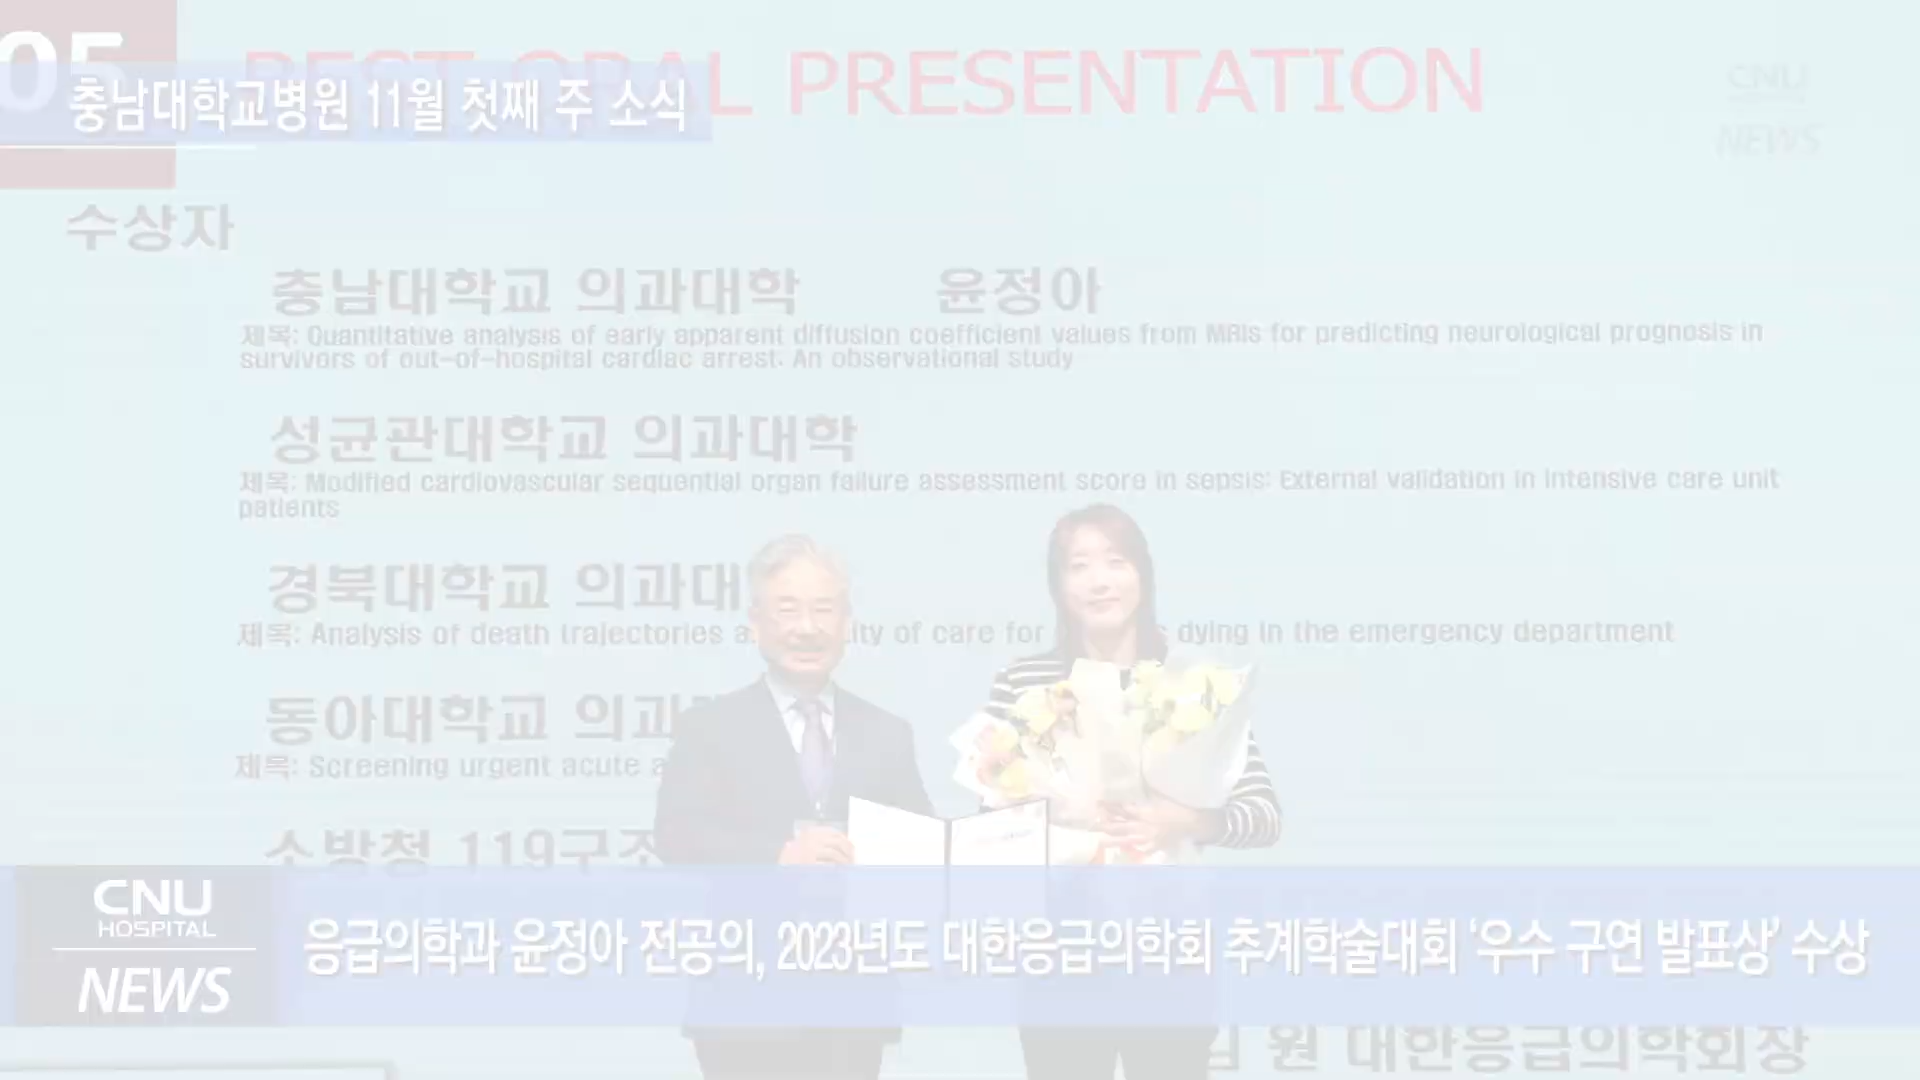 05
BEST ORAL PRESENTATION
충남대학교병원 11월 첫째 주 소식
CNU
NEWS
수상자
충남대학교 의과대학 윤정아
제목: Quantitative analysis of early apparent diffusion coefficient values from MRIs for predicting neurological prognosis in
survivors of out-of-hospital cardiac arrest: An observational study
성균관대학교 의과대학
제목: Modified cardiovascular sequential organ failure assessment score in sepsis: External validation in intensive care unit
patients
경북대학교 의과대
제목: Analysis of death trajectories a ity of care for s dying in the emergency department
동아대학교 의과
제목: Screening urgent acute a
소방청 119구조
CNU
HOSPITAL
NEWS
응급의학과 윤정아 전공의, 2023년도 대한응급의학회 추계학술대회 ‘우수 구연 발표상’ 수상
원 대한응급의학회장